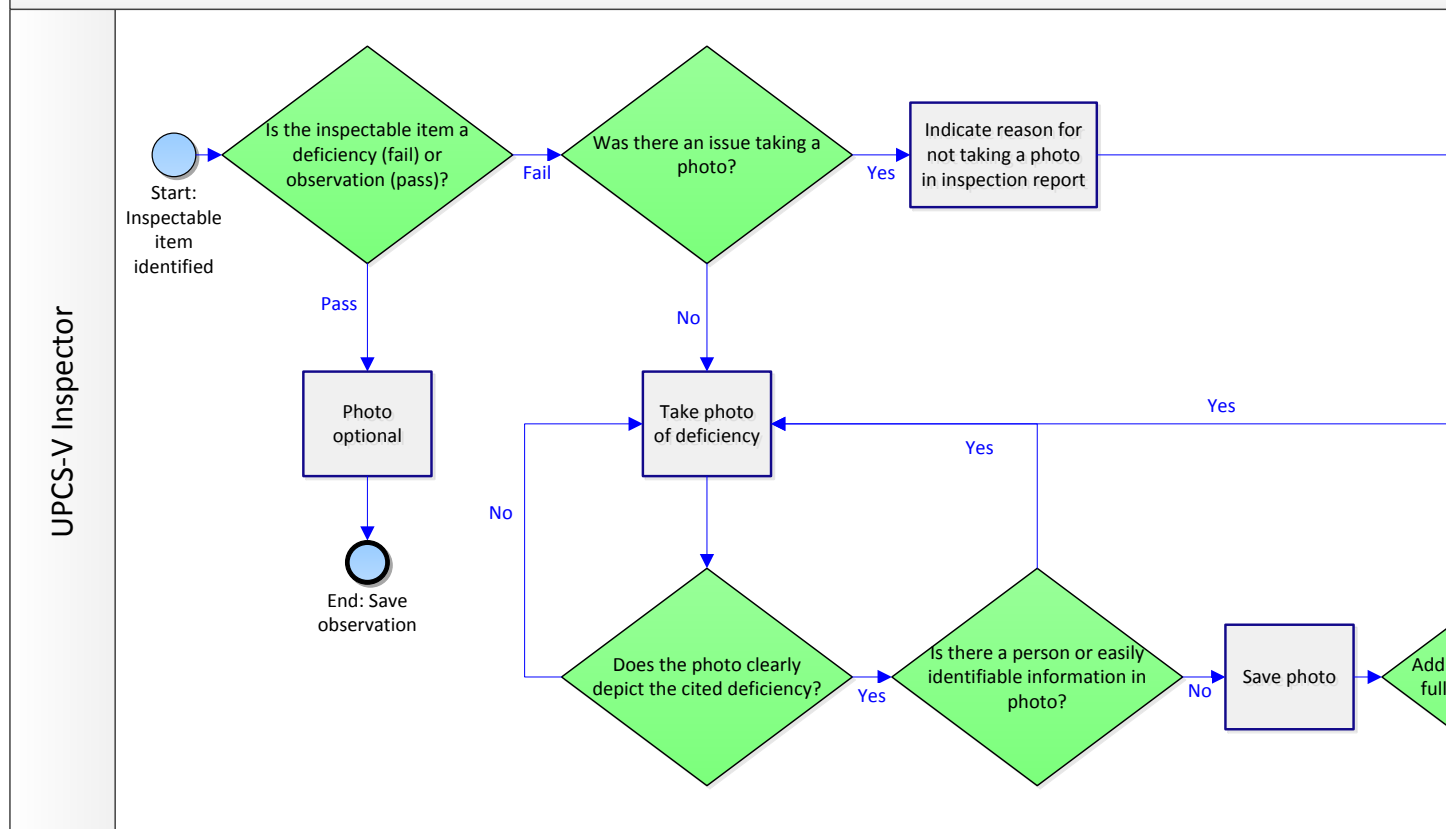 UPCS-V Inspector
Start:
Inspectable
item
identified
Is the inspectable item a
deficiency (fail) or
observation (pass)?
Fail
Pass
Photo
optional
End: Save
observation
Was there an issue taking a
photo?
Yes
Indicate reason for
not taking a photo
in inspection report
No
Take photo
of deficiency
Yes
Yes
No
Does the photo clearly
depict the cited deficiency?
Yes
Is there a person or easily
identifiable information in
photo?
No
Save photo
Add
full